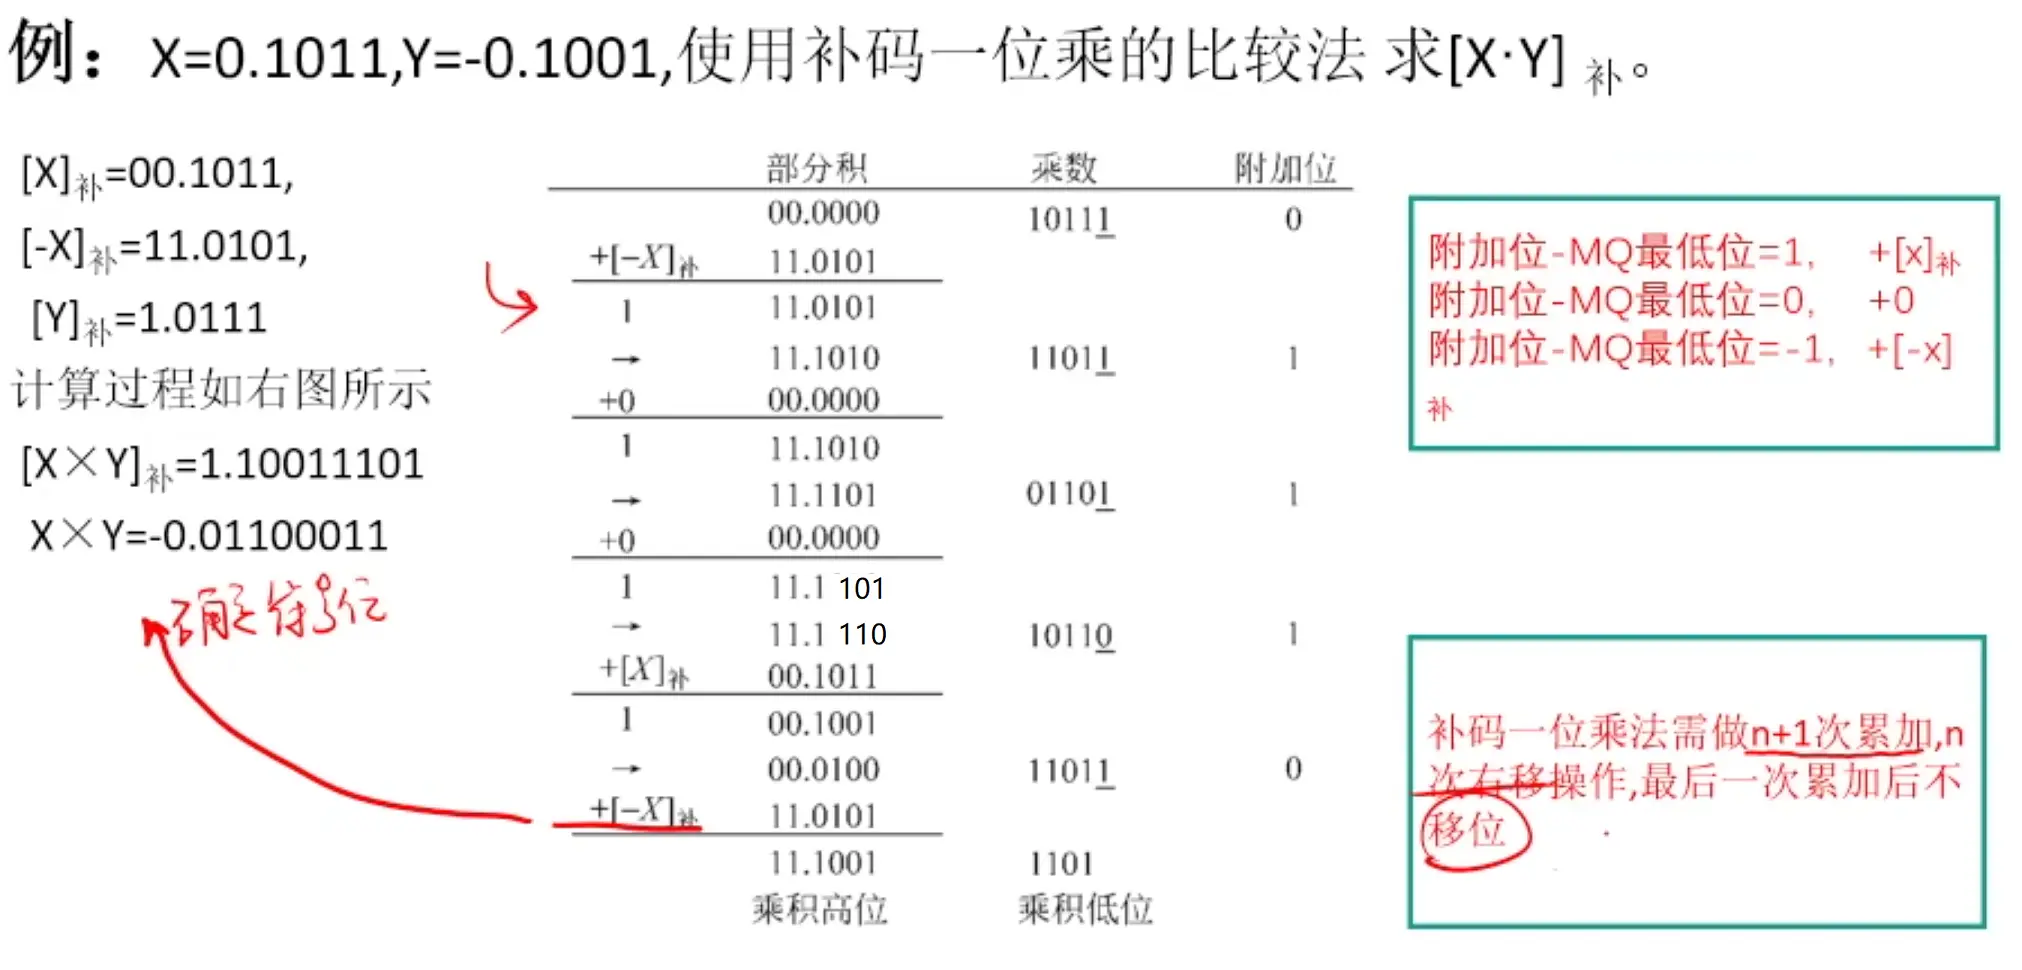 例：X=0.1011,Y=-0.1001,使用补码一位乘的比较法 求[X·Y]补。
[X]补=00.1011,
[-X]补=11.0101,
[Y]补=1.0111
计算过程如右图所示
[X×Y]补=1.10011101
X×Y=-0.01100011
确定符号位
部分积 乘数 附加位
00.0000 10111 0
+[-X]补 11.0101
1 11.0101
→ 11.1010 11011 1
+0 00.0000
1 11.1010
→ 11.1101 01101 1
+0 00.0000
1 11.1 101
→ 11.1 110 10110 1
+[X]补 00.1011
1 00.1001
→ 00.0100 11011 0
+[-X]补 11.0101
11.1001 1101
乘积高位 乘积低位
附加位-MQ最低位=1, +[x]补
附加位-MQ最低位=0, +0
附加位-MQ最低位=-1, +[-x]
补
补码一位乘法需做n+1次累加,n
次右移操作,最后一次累加后不
移位